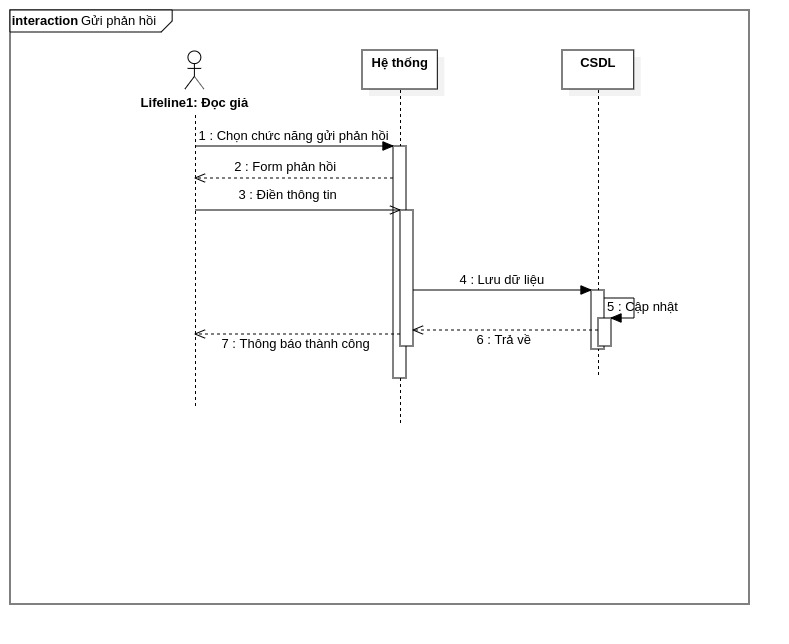 interaction Gửi phản hồi
Hệ thống
CSDL
Lifeline1: Đọc giả
1 : Chọn chức năng gửi phản hồi
2 : Form phản hồi
3 : Điền thông tin
4 : Lưu dữ liệu
5 : Cập nhật
6 : Trả về
7 : Thông báo thành công